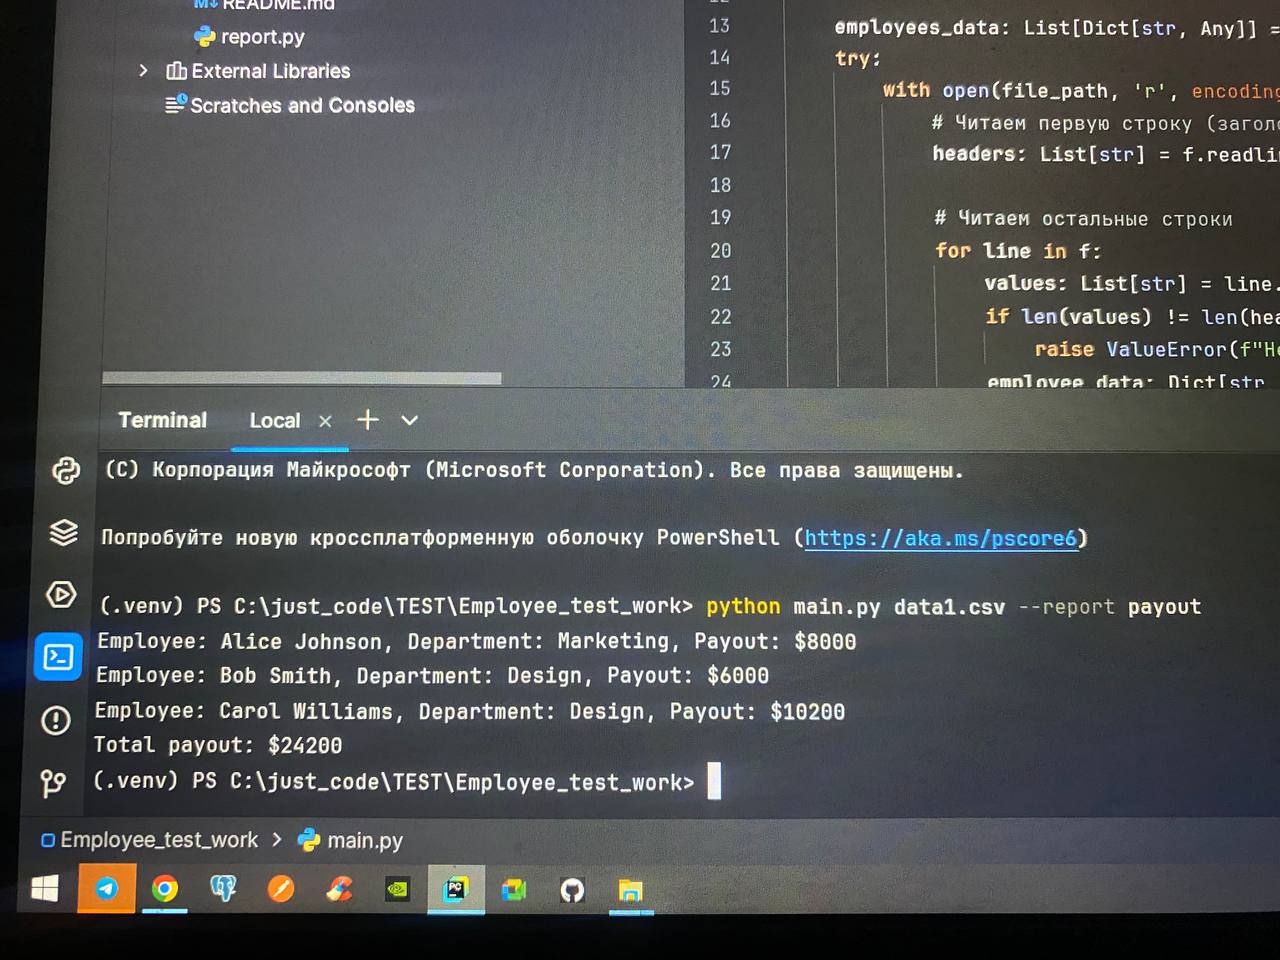 README.md
report.py
External Libraries
Scratches and Consoles
13 employees_data: List[Dict[str, Any]] =
14 try:
15 with open(file_path, 'r', encoding
16 # Читаем первую строку (заголо
17 headers: List[str] = f.readli
18
19 # Читаем остальные строки
20 for line in f:
21 values: List[str] = line.
22 if len(values) != len(hea
23 raise ValueError(f"Не
24 employee_data: Dict[str
Terminal Local × + 
(C) Корпорация Майкрософт (Microsoft Corporation). Все права защищены.
Попробуйте новую кроссплатформенную оболочку PowerShell (https://aka.ms/pscore6)
(.venv) PS C:\just_code\TEST\Employee_test_work> python main.py data1.csv --report payout
Employee: Alice Johnson, Department: Marketing, Payout: $8000
Employee: Bob Smith, Department: Design, Payout: $6000
Employee: Carol Williams, Department: Design, Payout: $10200
Total payout: $24200
(.venv) PS C:\just_code\TEST\Employee_test_work>
Employee_test_work > main.py
PC